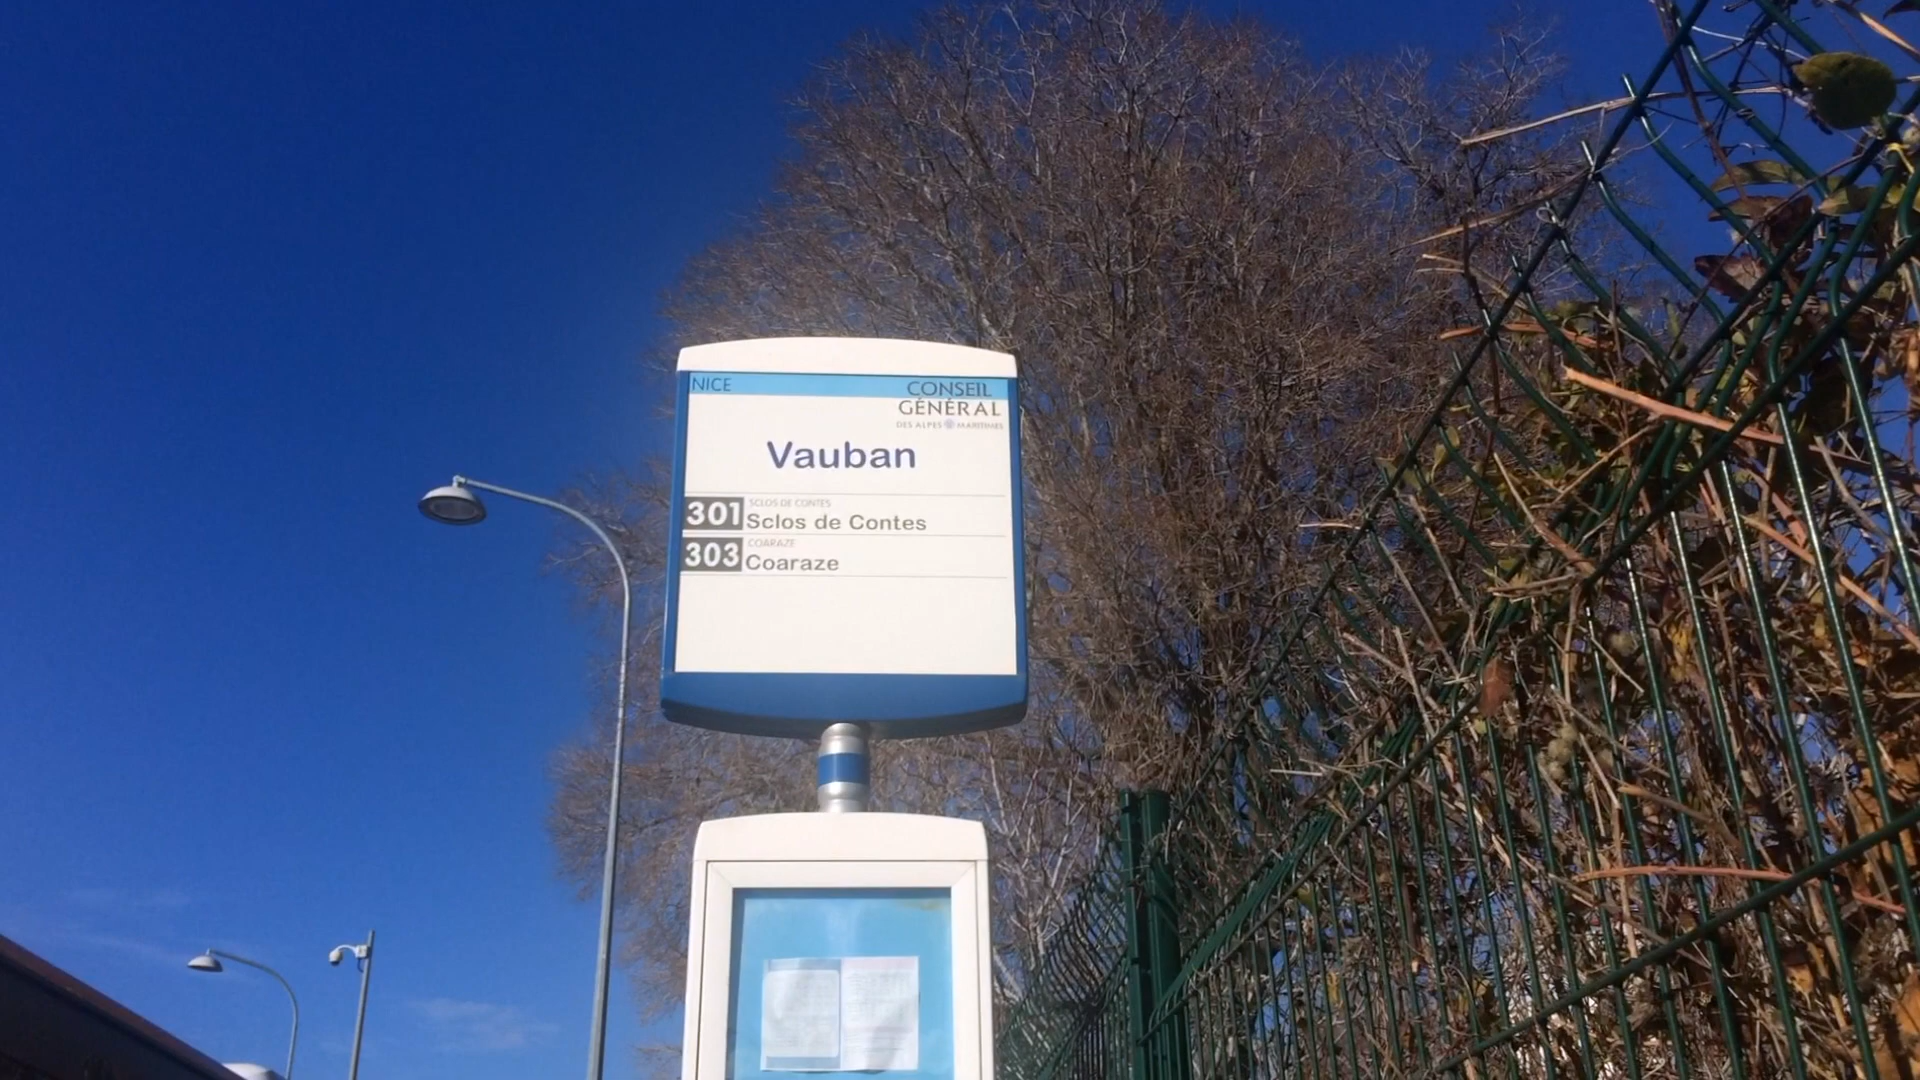 NICE
CONSEIL
GÉNÉRAL
DES ALPES MARITIMES
Vauban
301 SCLOS DE CONTES
Sclos de Contes
303 COARAZE
Coaraze